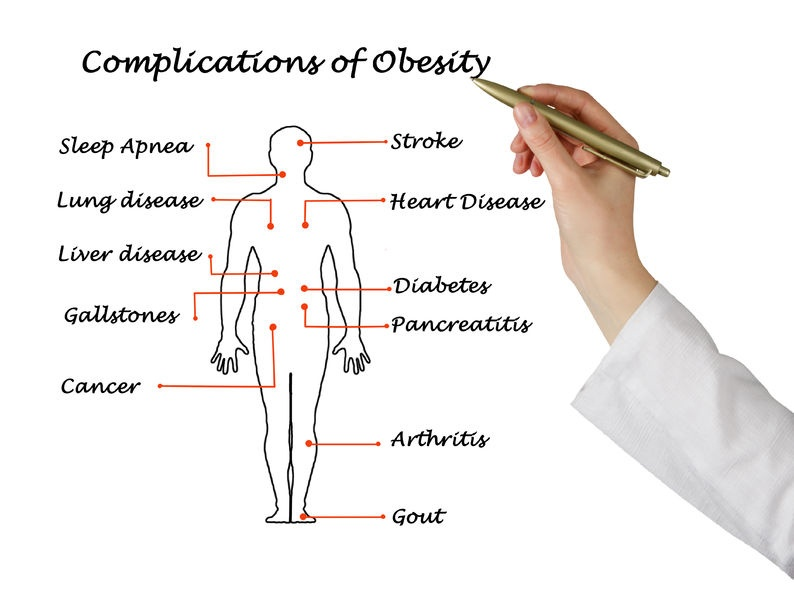 Complications of Obesity
Sleep Apnea
Stroke
Lung disease
Heart Disease
Liver disease
Diabetes
Gallstones
Pancreatitis
Cancer
Arthritis
Gout